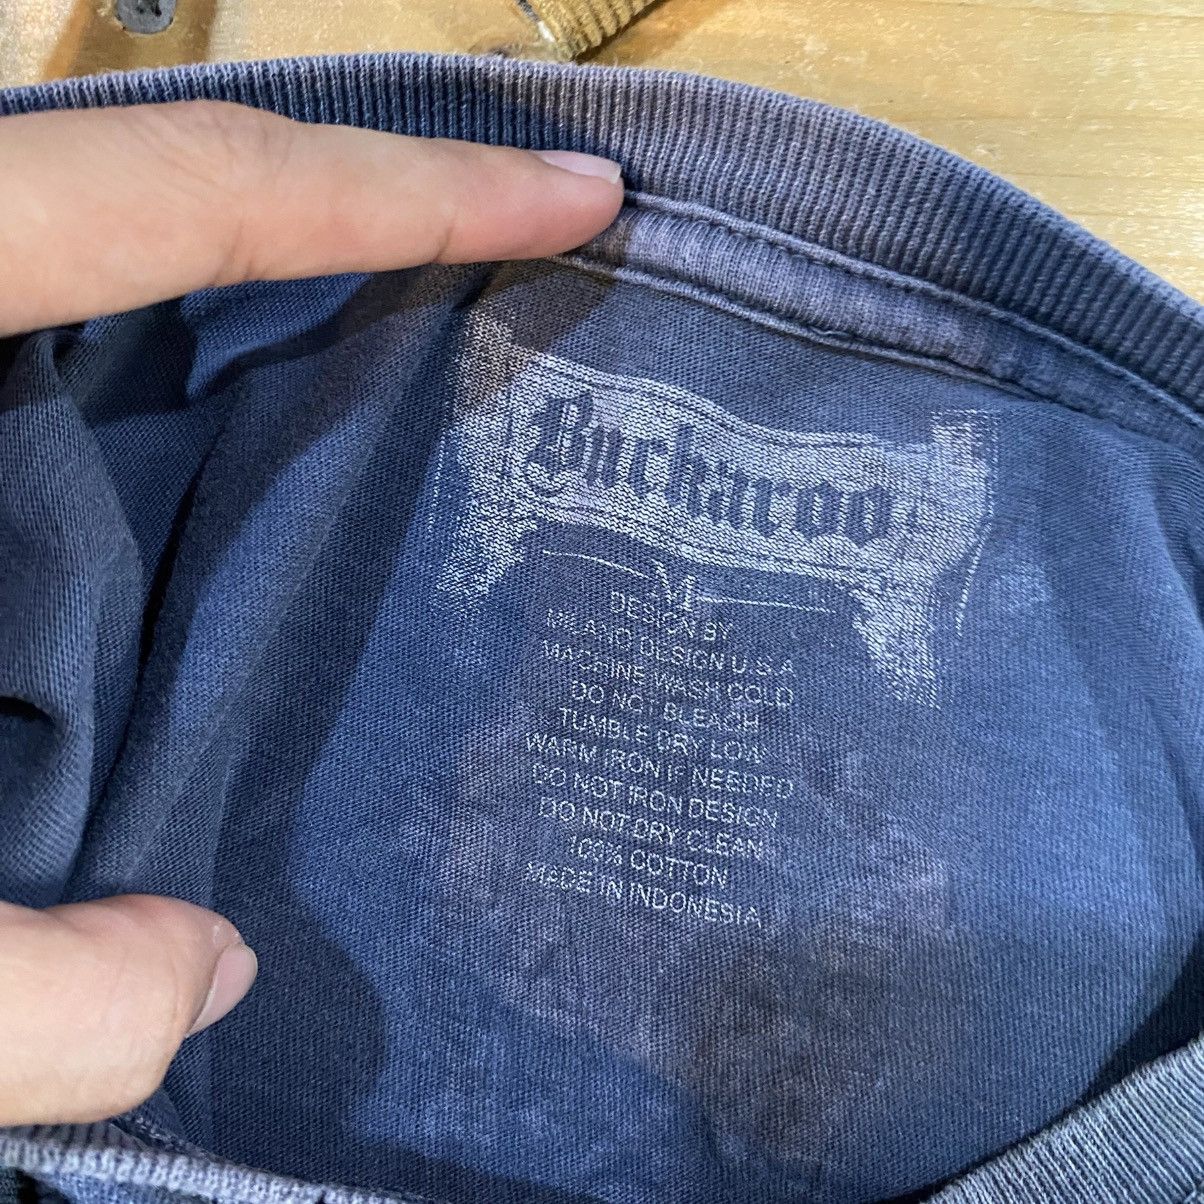 Buckaroo
M
DESIGN BY
MILANO DESIGN U.S.A
MACHINE WASH COLD
DO NOT BLEACH
TUMBLE DRY LOW
WARM IRON IF NEEDED
DO NOT IRON DESIGN
DO NOT DRY CLEAN
100% COTTON
MADE IN INDONESIA